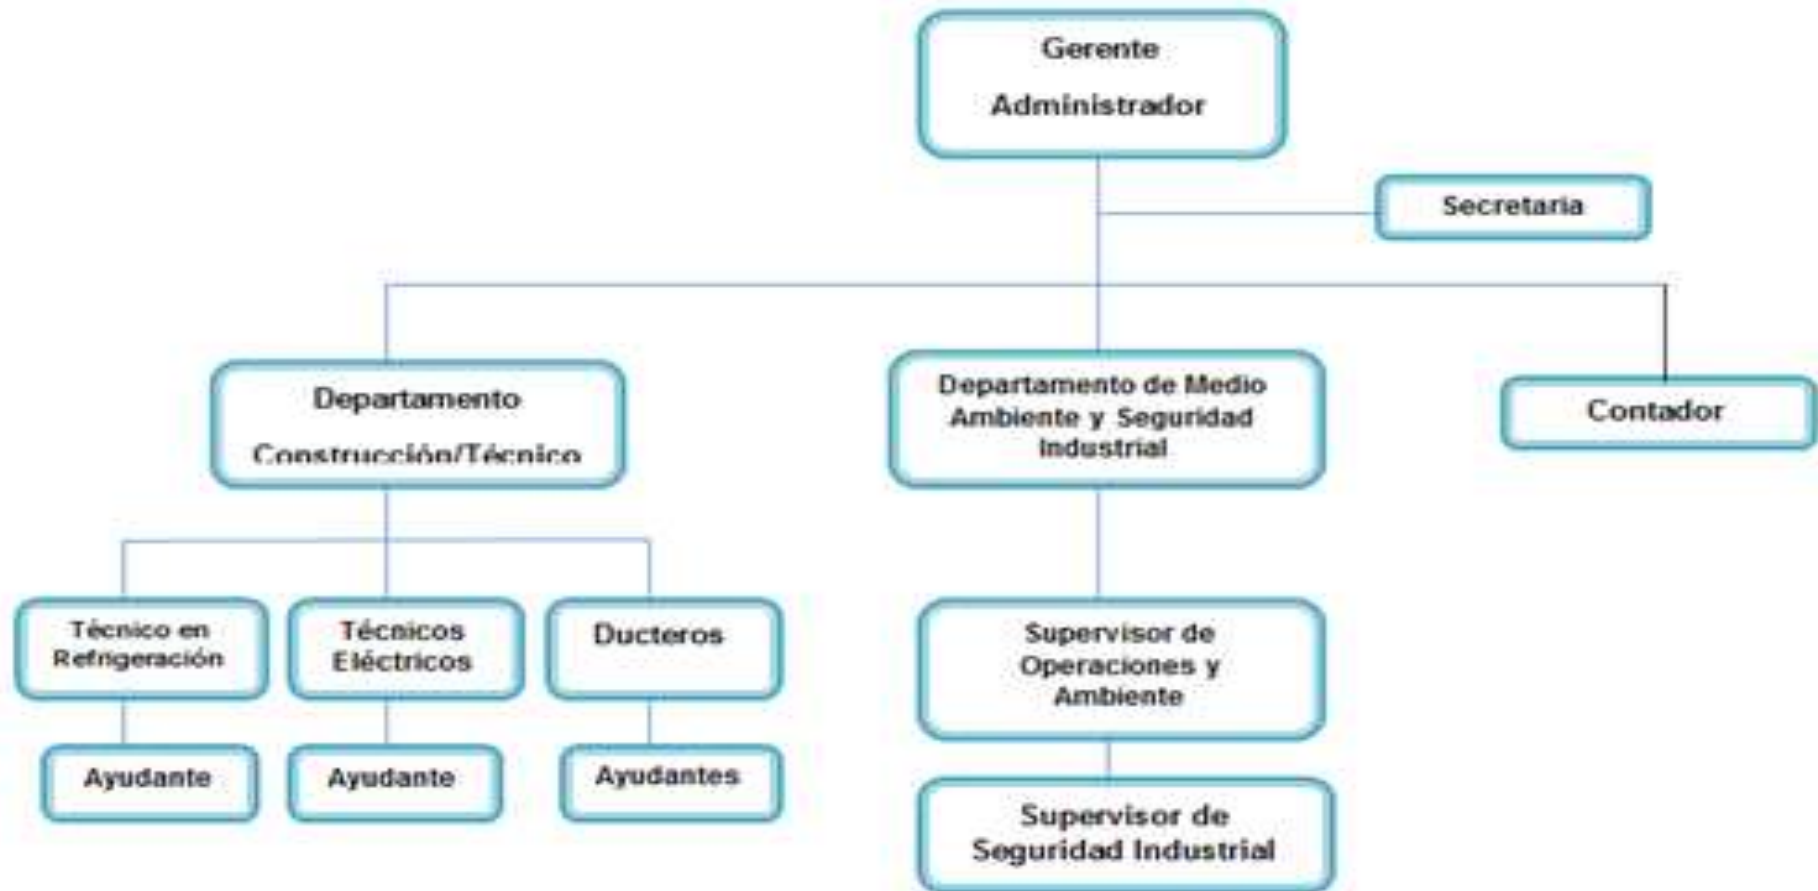 Gerente
Administrador
Secretaria
Departamento
Construcción/Técnico
Departamento de Medio
Ambiente y Seguridad
Industrial
Contador
Técnico en
Refrigeración
Técnicos
Eléctricos
Ducteros
Supervisor de
Operaciones y
Ambiente
Ayudante
Ayudante
Ayudantes
Supervisor de
Seguridad Industrial